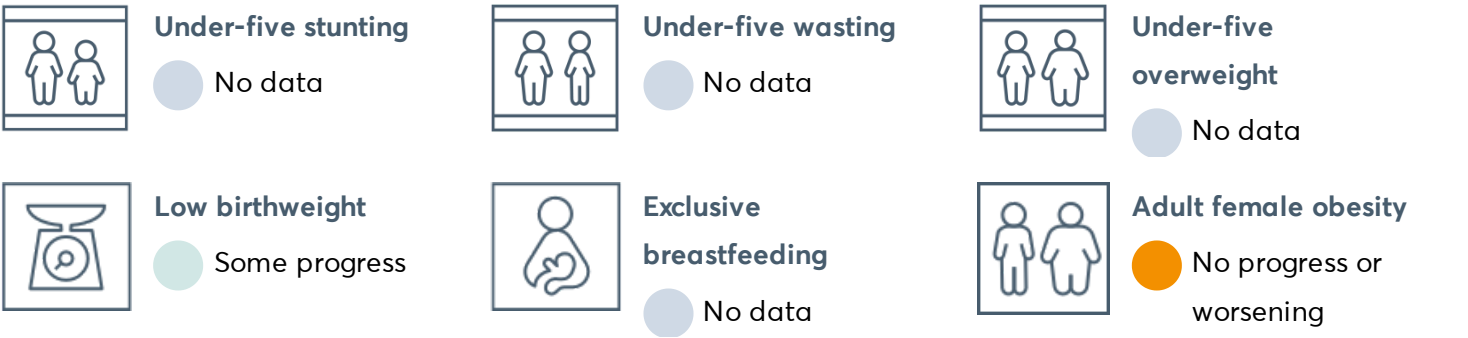 Under-five stunting
No data
Under-five wasting
No data
Under-five
overweight
No data
Low birthweight
Some progress
Exclusive
breastfeeding
No data
Adult female obesity
No progress or
worsening